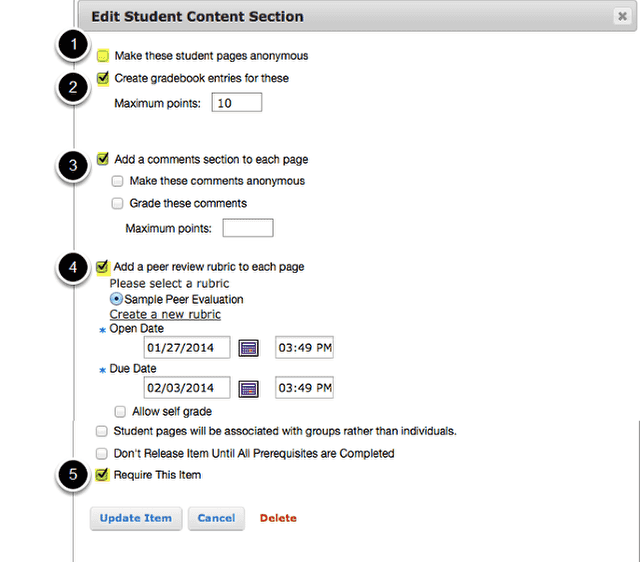 Edit Student Content Section
1
Make these student pages anonymous
2
Create gradebook entries for these
Maximum points: 10
3
Add a comments section to each page
Make these comments anonymous
Grade these comments
Maximum points:
4
Add a peer review rubric to each page
Please select a rubric
Sample Peer Evaluation
Create a new rubric
* Open Date
01/27/2014 03:49 PM
* Due Date
02/03/2014 03:49 PM
Allow self grade
Student pages will be associated with groups rather than individuals.
Don't Release Item Until All Prerequisites are Completed
5
Require This Item
Update Item Cancel Delete